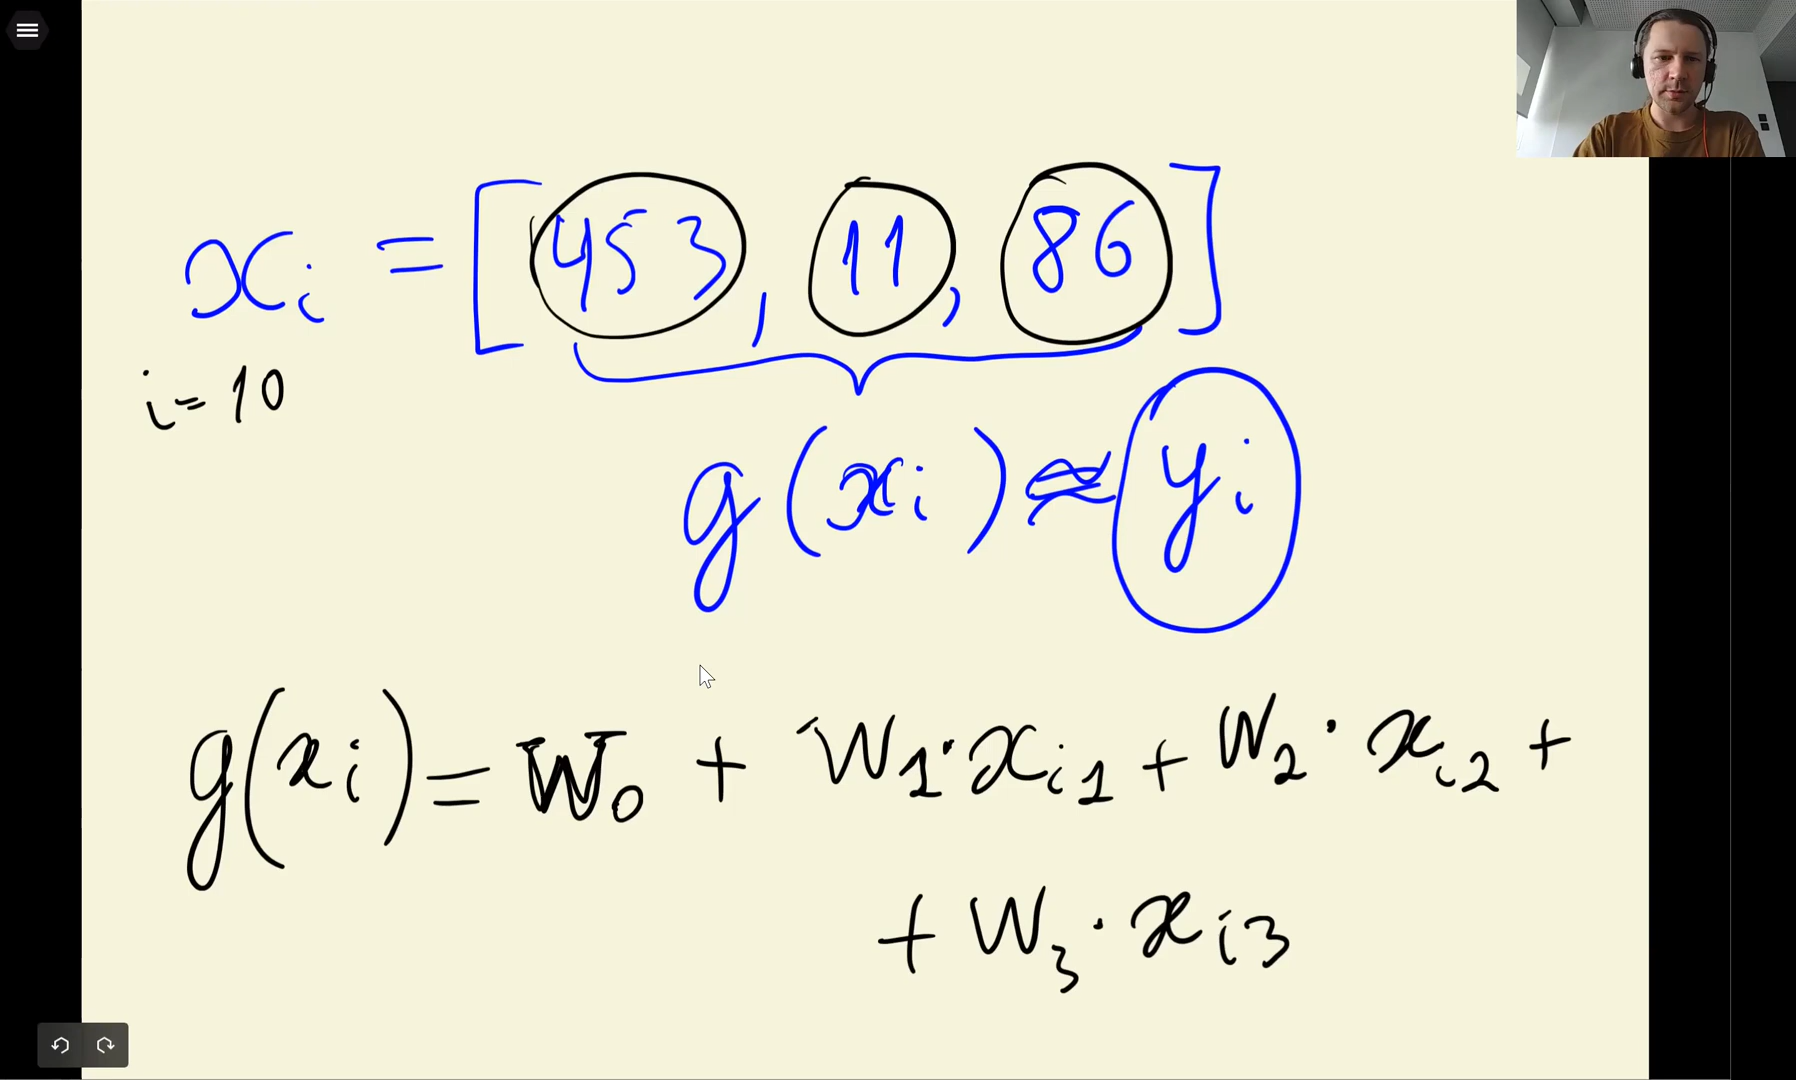 xᵢ = [453, 11, 86]
i = 10
g(xᵢ) ≈ yᵢ
g(xᵢ) = W₀ + W₁·xᵢ₁ + W₂·xᵢ₂ +
+ W₃·xᵢ₃